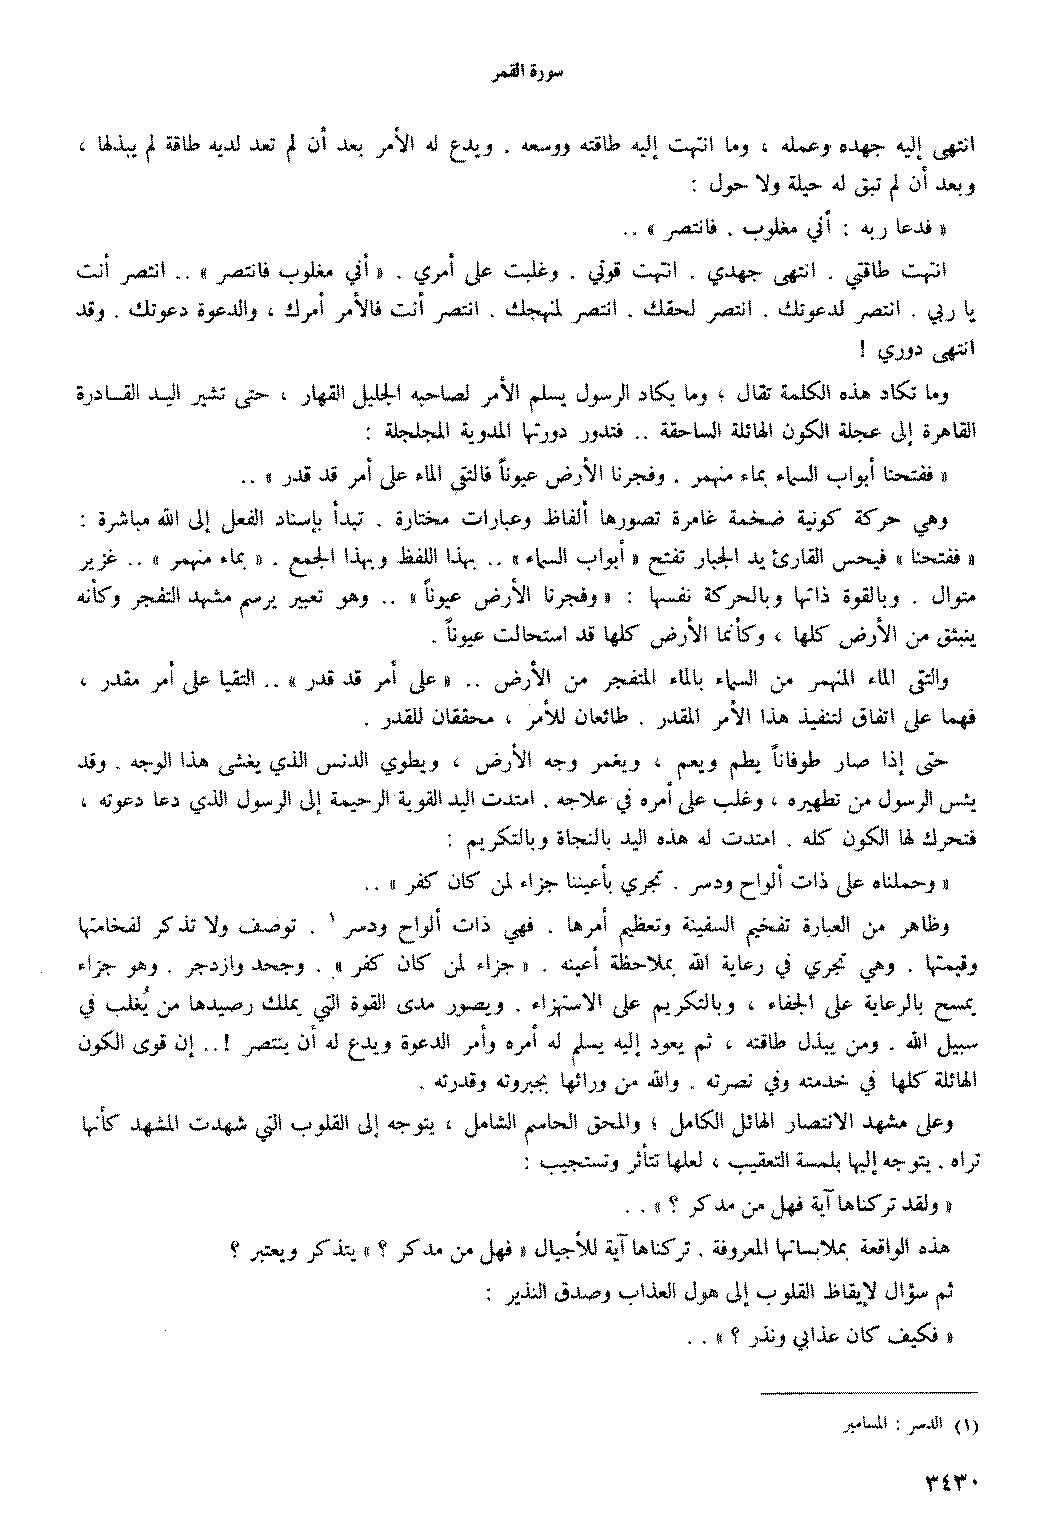 سورة القمر
انتهى إليه جهده وعمله ، وما انتهت إليه طاقته ووسعه . ويدع له الأمر بعد أن لم تعد لديه طاقة لم يبذلها ،
وبعد أن لم تبق له حيلة ولا حول :
« فدعا ربه : أني مغلوب . فانتصر » ..
انتهت طاقتي . انتهى جهدي . انتهت قوتي . وغلبت على أمري . « أني مغلوب فانتصر » .. انتصر أنت
يا ربي . انتصر لدعوتك . انتصر لحقك . انتصر لمنهجك . انتصر أنت فالأمر أمرك ، والدعوة دعوتك . وقد
انتهى دوري !
وما تكاد هذه الكلمة تقال ؛ وما يكاد الرسول يسلم الأمر لصاحبه الجليل القهار ، حتى تشير اليد القادرة
القاهرة إلى عجلة الكون الهائلة الساحقة .. فتدور دورتها المدوية المجلجلة :
« ففتحنا أبواب السماء بماء منهمر . وفجرنا الأرض عيوناً فالتقى الماء على أمر قد قدر » ..
وهي حركة كونية ضخمة غامرة تصورها ألفاظ وعبارات مختارة . تبدأ بإسناد الفعل إلى الله مباشرة :
« ففتحنا » فيحس القارئ يد الجبار تفتح « أبواب السماء » .. بهذا اللفظ وبهذا الجمع . « بماء منهمر » .. غزير
متوال . وبالقوة ذاتها وبالحركة نفسها : « وفجرنا الأرض عيوناً » .. وهو تعبير يرسم مشهد التفجر وكأنه
ينبثق من الأرض كلها ، وكأنما الأرض كلها قد استحالت عيوناً .
والتقى الماء المنهمر من السماء بالماء المتفجر من الأرض .. « على أمر قد قدر » .. التقيا على أمر مقدر ،
فهما على اتفاق لتنفيذ هذا الأمر المقدر . طائعان للأمر ، محققان للقدر .
حتى إذا صار طوفاناً يطم ويعم ، ويغمر وجه الأرض ، ويطوي الدنس الذي يغشى هذا الوجه . وقد
يئس الرسول من تطهيره ، وغلب على أمره في علاجه . امتدت اليد القوية الرحيمة إلى الرسول الذي دعا دعوته ،
فتحرك لها الكون كله . امتدت له هذه اليد بالنجاة وبالتكريم :
« وحملناه على ذات ألواح ودسر . تجري بأعيننا جزاء لمن كان كفر » ..
وظاهر من العبارة تفخيم السفينة وتعظيم أمرها . فهي ذات ألواح ودسر ١ . توصف ولا تذكر لفخامتها
وقيمتها . وهي تجري في رعاية الله بملاحظة أعينه . « جزاء لمن كان كفر » . وجحد وازدجر . وهو جزاء
يمسح بالرعاية على الجفاء ، وبالتكريم على الاستهزاء . ويصور مدى القوة التي يملك رصيدها من يُغلب في
سبيل الله . ومن يبذل طاقته ، ثم يعود إليه يسلم له أمره وأمر الدعوة ويدع له أن ينتصر !.. إن قوى الكون
الهائلة كلها في خدمته وفي نصرته . والله من ورائها بجبروته وقدرته .
وعلى مشهد الانتصار الهائل الكامل ؛ والمحق الحاسم الشامل ، يتوجه إلى القلوب التي شهدت المشهد كأنها
تراه . يتوجه إليها بلمسة التعقيب ، لعلها تتأثر وتستجيب :
« ولقد تركناها آية فهل من مدكر ؟ » . .
هذه الواقعة بملابساتها المعروفة . تركناها آية للأجيال « فهل من مدكر ؟ » يتذكر ويعتبر ؟
ثم سؤال لإيقاظ القلوب إلى هول العذاب وصدق النذير :
« فكيف كان عذابي ونذر ؟ » . .
(١) الدسر : المسامير
٣٤٣٠